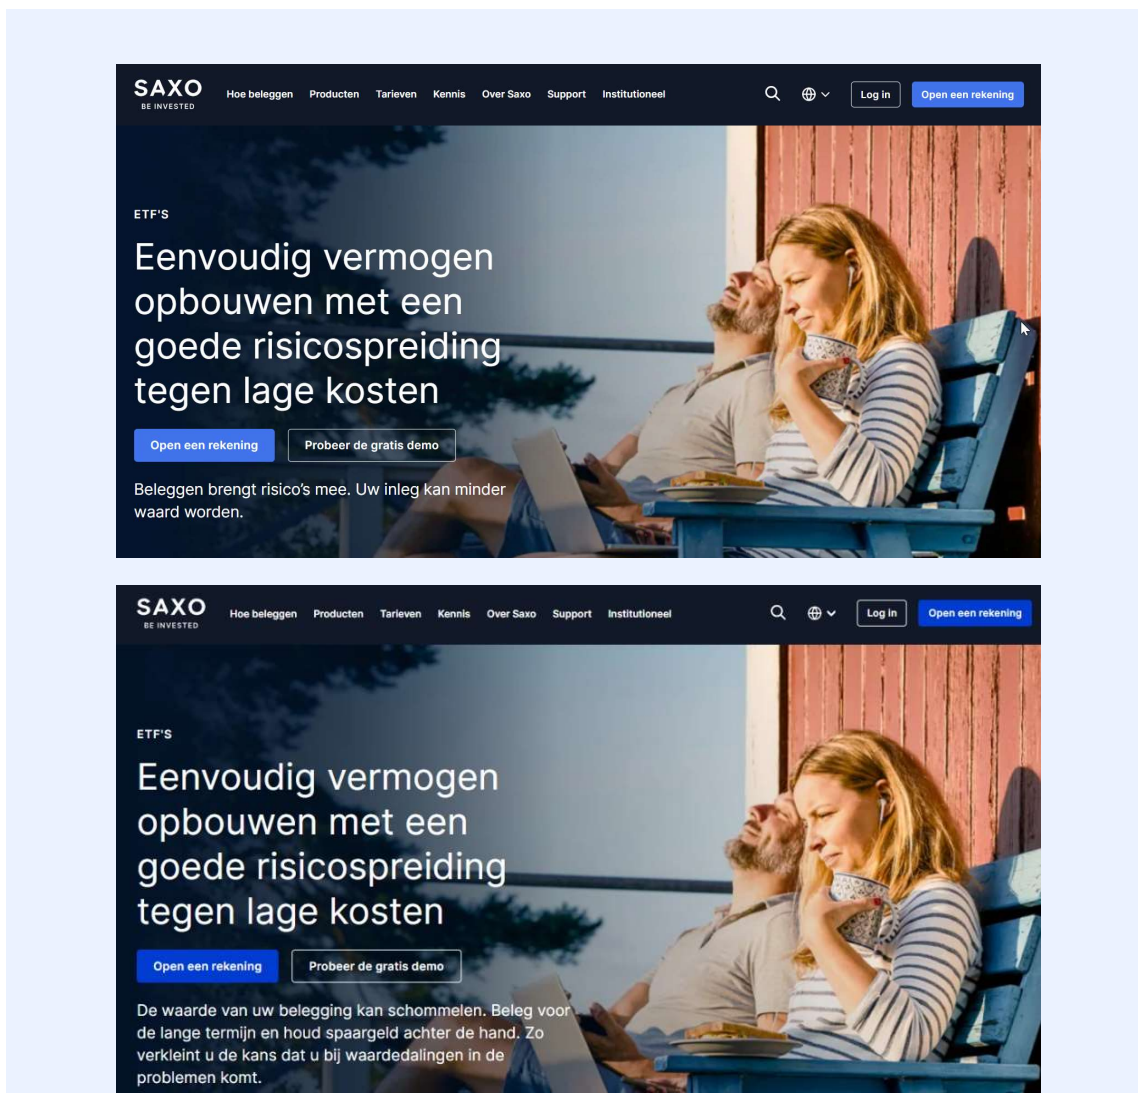 SAXO
BE INVESTED
Hoe beleggen Producten Tarieven Kennis Over Saxo Support Institutioneel Log in Open een rekening
ETF'S
Eenvoudig vermogen
opbouwen met een
goede risicospreiding
tegen lage kosten
Open een rekening Probeer de gratis demo
Beleggen brengt risico’s mee. Uw inleg kan minder
waard worden.
SAXO
BE INVESTED
Hoe beleggen Producten Tarieven Kennis Over Saxo Support Institutioneel Log in Open een rekening
ETF'S
Eenvoudig vermogen
opbouwen met een
goede risicospreiding
tegen lage kosten
Open een rekening Probeer de gratis demo
De waarde van uw belegging kan schommelen. Beleg voor
de lange termijn en houd spaargeld achter de hand. Zo
verkleint u de kans dat u bij waardedalingen in de
problemen komt.